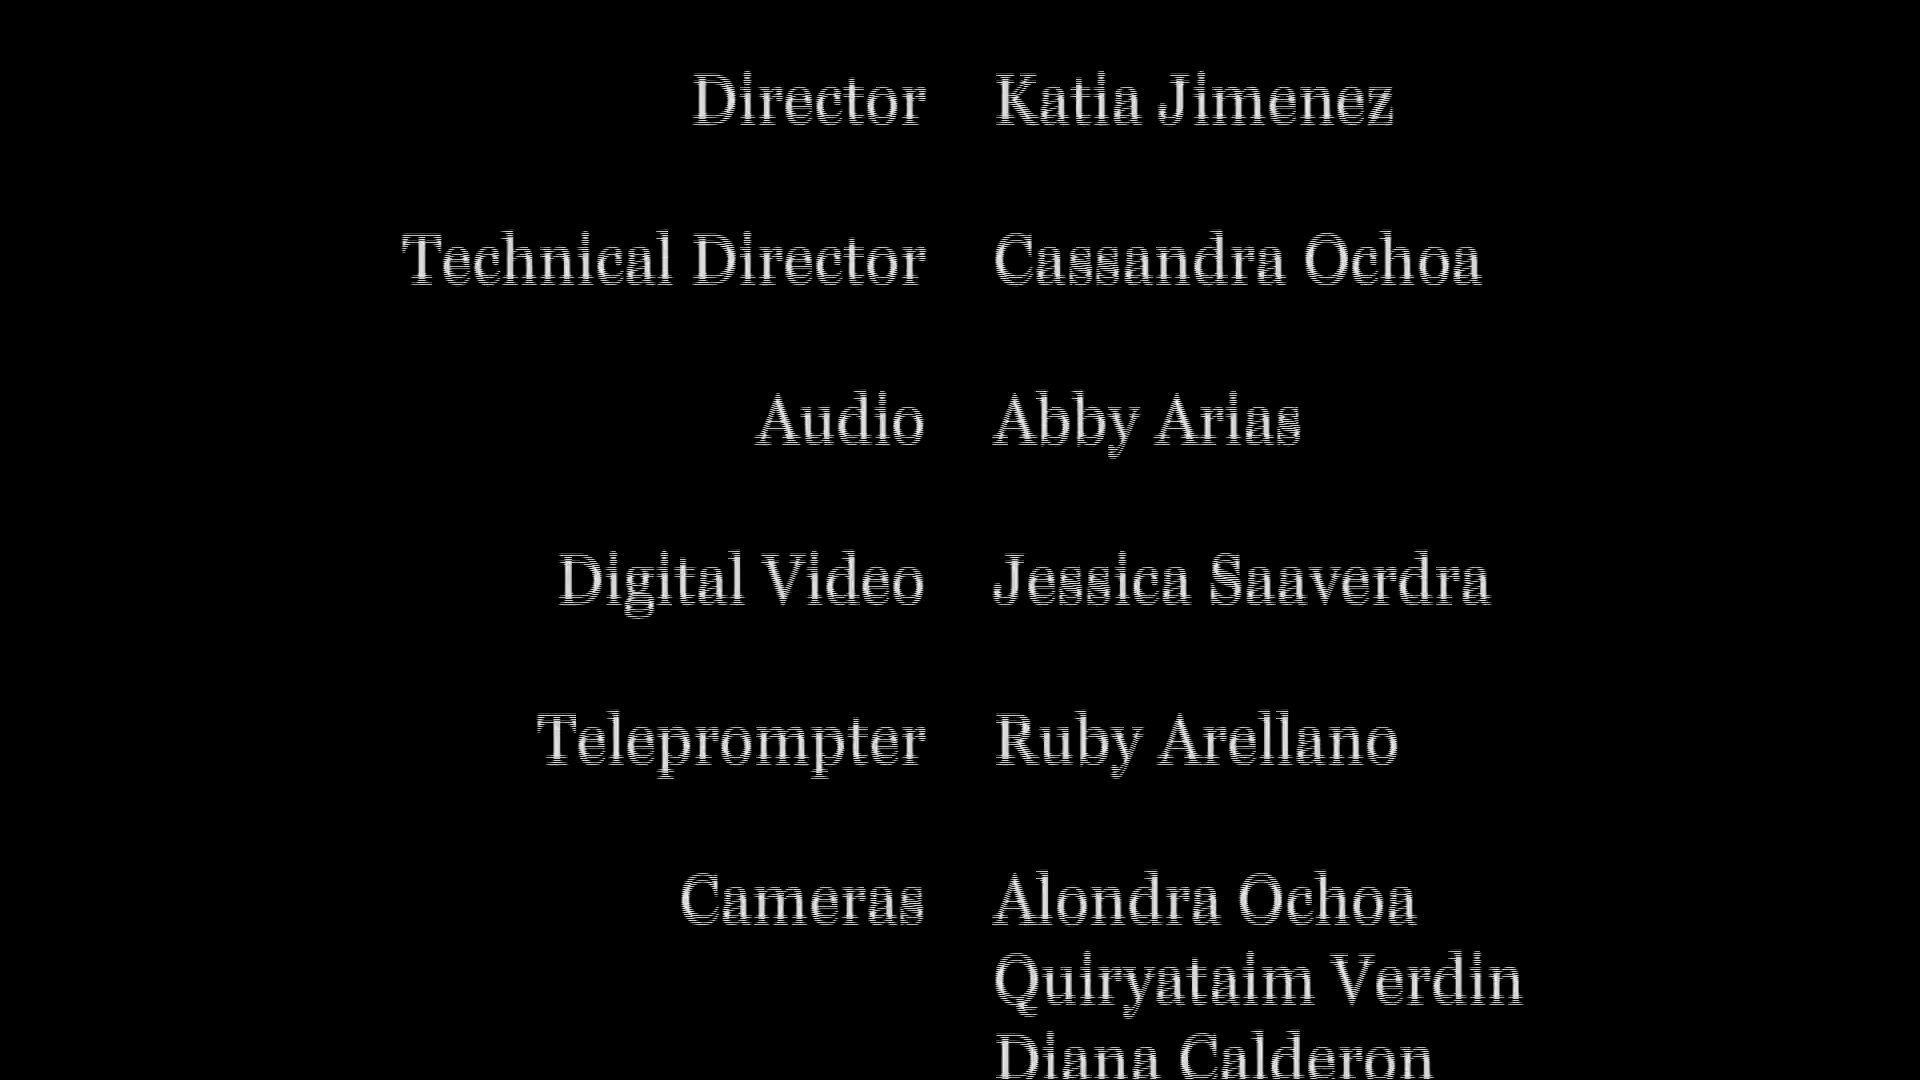 Director Katia Jimenez
Technical Director Cassandra Ochoa
Audio Abby Arias
Digital Video Jessica Saaverdra
Teleprompter Ruby Arellano
Cameras Alondra Ochoa
Quiryataim Verdin
Diana Calderon